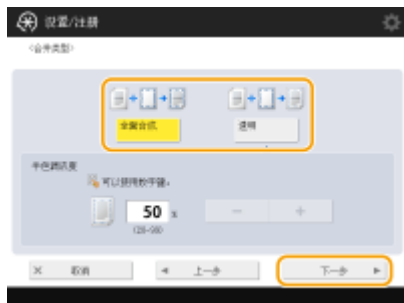 设置/注册
<合并类型>
全部合成
透明
半色调浓度
可以使用数字键。
50 %
(20-90)
- +
× 取消
◀ 上一步
下一步 ▶